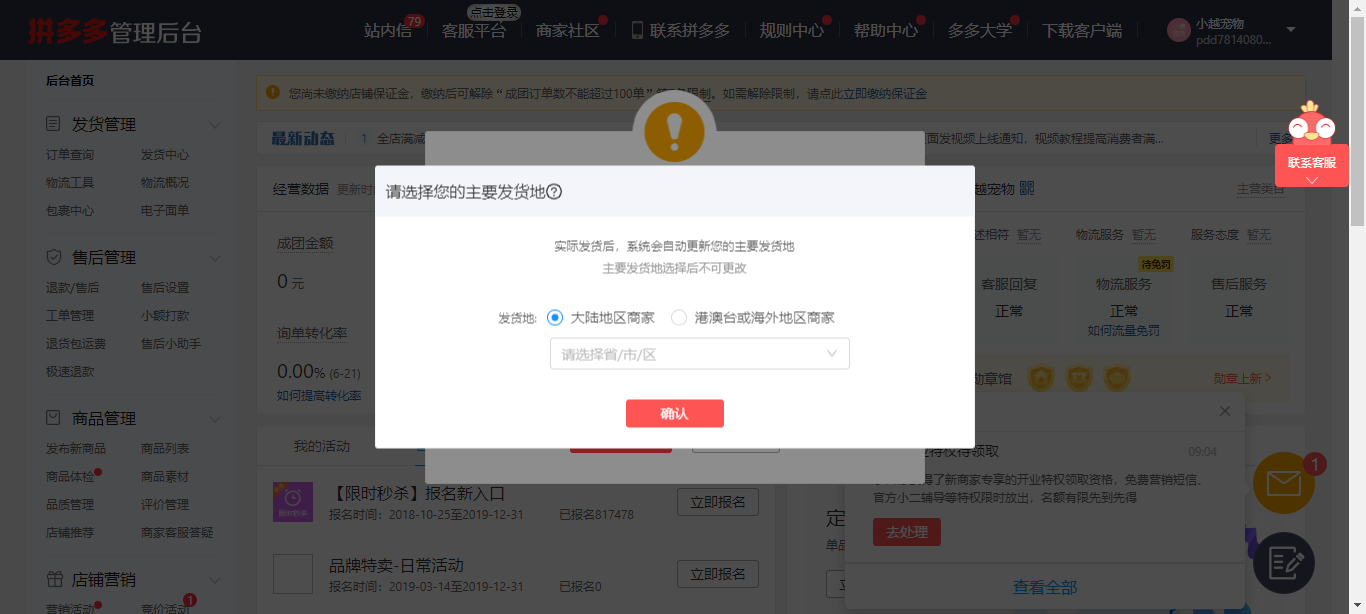 拼多多管理后台
站内信 79
客服平台
点击登录
商家社区
联系拼多多
规则中心
帮助中心
多多大学
下载客户端
小越宠物
pdd7814080...
后台首页
发货管理
订单查询 发货中心
物流工具 物流概况
包裹中心 电子面单
售后管理
退款/售后 售后设置
工单管理 小额打款
退货包运费 售后小助手
极速退款
商品管理
发布新商品 商品列表
商品体检 商品素材
品质管理 评价管理
店铺推荐 商家客服答疑
店铺营销
营销活动 竞价活动 1
您尚未缴纳店铺保证金，缴纳后可解除“成团订单数不能超过100单”
限制。如需解除限制，请点此立即缴纳保证金
最新动态 1 全店满减
面发视频上线通知，视频教程提高消费者满...
更多
联系客服
经营数据 更新时
成团金额
0 元
询单转化率
0.00% (6-21)
如何提高转化率
越宠物
主营类目
述相符 暂无 物流服务 暂无 服务态度 暂无
待免罚
客服回复 物流服务 售后服务
正常 正常 正常
如何流量免罚
勋章馆 勋章上新 >
请选择您的主要发货地?
实际发货后，系统会自动更新您的主要发货地
主要发货地选择后不可更改
发货地: 大陆地区商家 港澳台或海外地区商家
请选择省/市/区
确认
我的活动
【限时秒杀】报名新入口
报名时间：2018-10-25至2019-12-31 已报名817478
立即报名
品牌特卖-日常活动
报名时间：2019-03-14至2019-12-31 已报名0
立即报名
定
单品
立
特权待领取 09:04
得了新商家专享的开业特权领取资格，免费营销短信、
官方小二辅导等特权限时放出，名额有限先到先得
去处理
查看全部
1